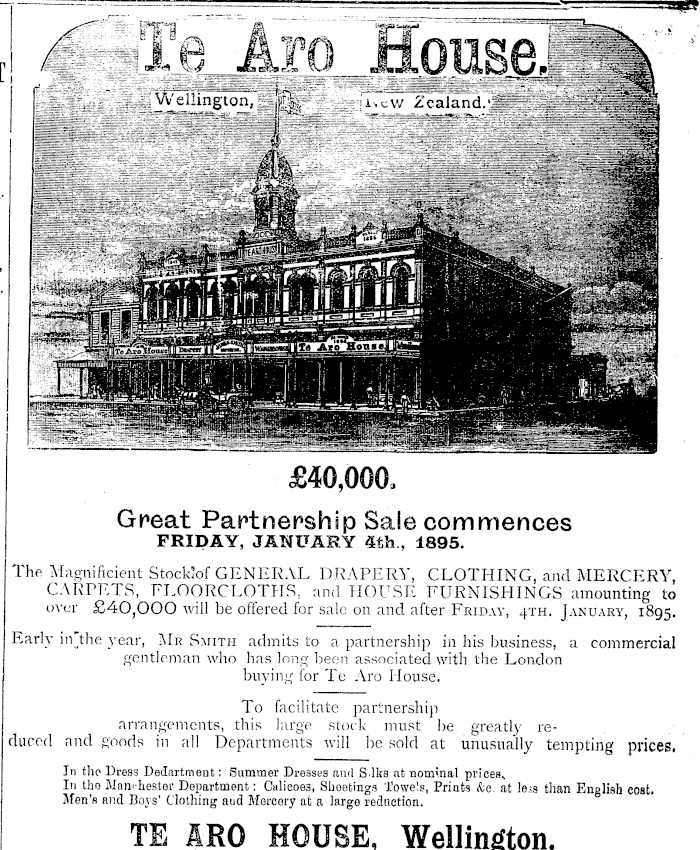 Te Aro House.
Wellington, New Zealand.
Te Aro House Te Aro House
£40,000.
Great Partnership Sale commences
FRIDAY, JANUARY 4th., 1895.
The Magnificient Stock of GENERAL DRAPERY, CLOTHING, and MERCERY,
CARPETS, FLOORCLOTHS, and HOUSE FURNISHINGS amounting to
over £40,000 will be offered for sale on and after FRIDAY, 4TH. JANUARY, 1895.
Early in the year, MR SMITH admits to a partnership in his business, a commercial
gentleman who has long been associated with the London
buying for Te Aro House.
To facilitate partnership
arrangements, this large stock must be greatly re-
duced and goods in all Departments will be sold at unusually tempting prices.
In the Dress Dedartment: Summer Dresses and Silks at nominal prices.
In the Manchester Department: Calicoes, Sheetings Towels, Prints &c. at less than English cost.
Men's and Boys' Clothing and Mercery at a large reduction.
TE ARO HOUSE, Wellington.